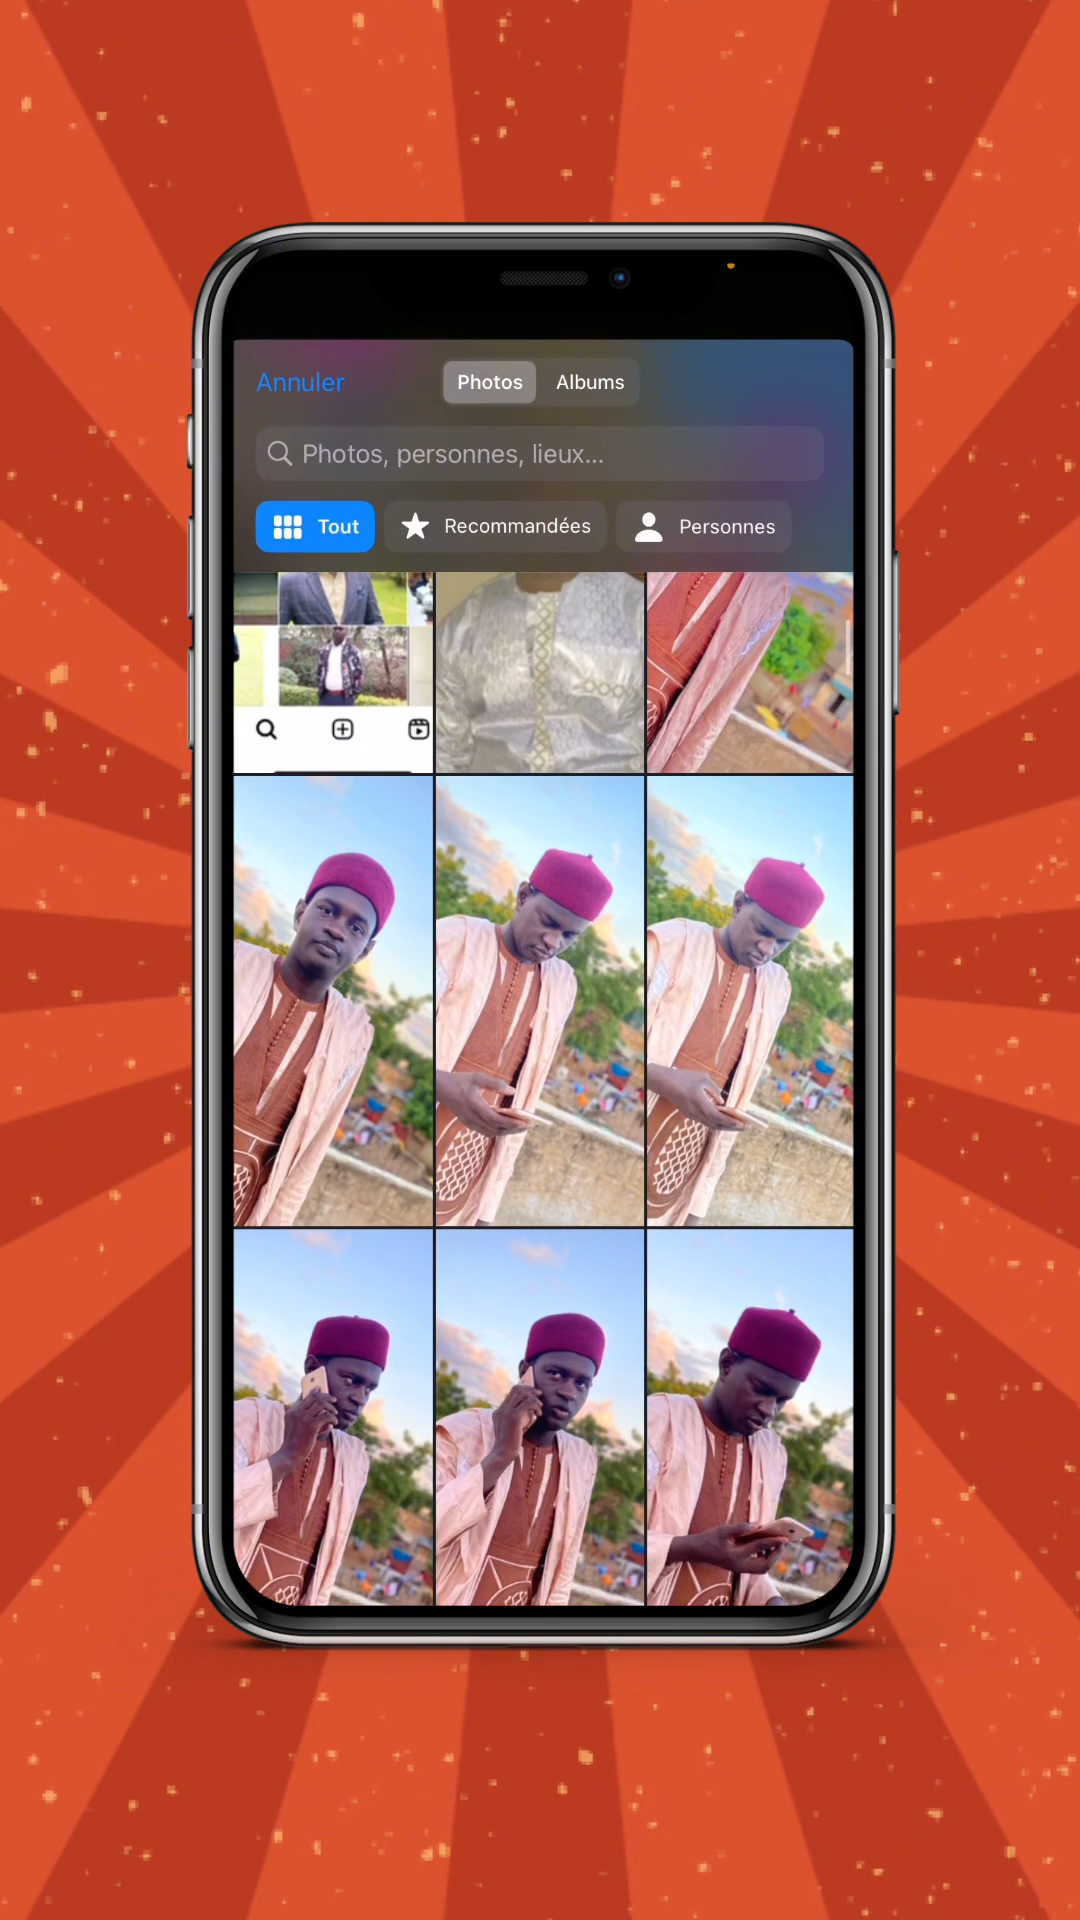 Annuler
Photos
Albums
Photos, personnes, lieux...
Tout
Recommandées
Personnes